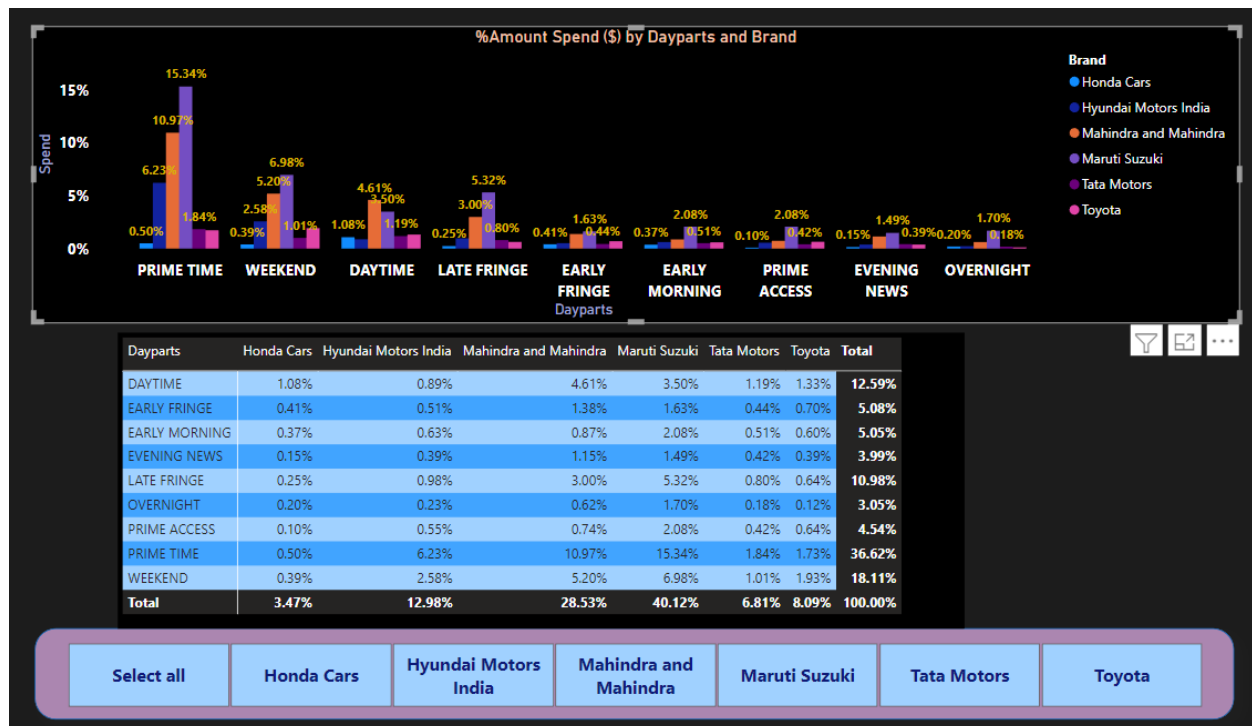 %Amount Spend ($) by Dayparts and Brand
Brand
Honda Cars
Hyundai Motors India
Mahindra and Mahindra
Maruti Suzuki
Tata Motors
Toyota
Spend
15%
10%
5%
0%
0.50% 6.23% 10.97% 15.34% 1.84%
0.39% 2.58% 5.20% 6.98% 1.01%
1.08% 4.61% 3.50% 1.19%
0.25% 3.00% 5.32% 0.80%
0.41% 1.63% 0.44%
0.37% 2.08% 0.51%
0.10% 2.08% 0.42%
0.15% 1.49% 0.39%
0.20% 1.70% 0.18%
PRIME TIME
WEEKEND
DAYTIME
LATE FRINGE
EARLY
FRINGE
EARLY
MORNING
PRIME
ACCESS
EVENING
NEWS
OVERNIGHT
Dayparts
Dayparts Honda Cars Hyundai Motors India Mahindra and Mahindra Maruti Suzuki Tata Motors Toyota Total
DAYTIME 1.08% 0.89% 4.61% 3.50% 1.19% 1.33% 12.59%
EARLY FRINGE 0.41% 0.51% 1.38% 1.63% 0.44% 0.70% 5.08%
EARLY MORNING 0.37% 0.63% 0.87% 2.08% 0.51% 0.60% 5.05%
EVENING NEWS 0.15% 0.39% 1.15% 1.49% 0.42% 0.39% 3.99%
LATE FRINGE 0.25% 0.98% 3.00% 5.32% 0.80% 0.64% 10.98%
OVERNIGHT 0.20% 0.23% 0.62% 1.70% 0.18% 0.12% 3.05%
PRIME ACCESS 0.10% 0.55% 0.74% 2.08% 0.42% 0.64% 4.54%
PRIME TIME 0.50% 6.23% 10.97% 15.34% 1.84% 1.73% 36.62%
WEEKEND 0.39% 2.58% 5.20% 6.98% 1.01% 1.93% 18.11%
Total 3.47% 12.98% 28.53% 40.12% 6.81% 8.09% 100.00%
Select all
Honda Cars
Hyundai Motors
India
Mahindra and
Mahindra
Maruti Suzuki
Tata Motors
Toyota